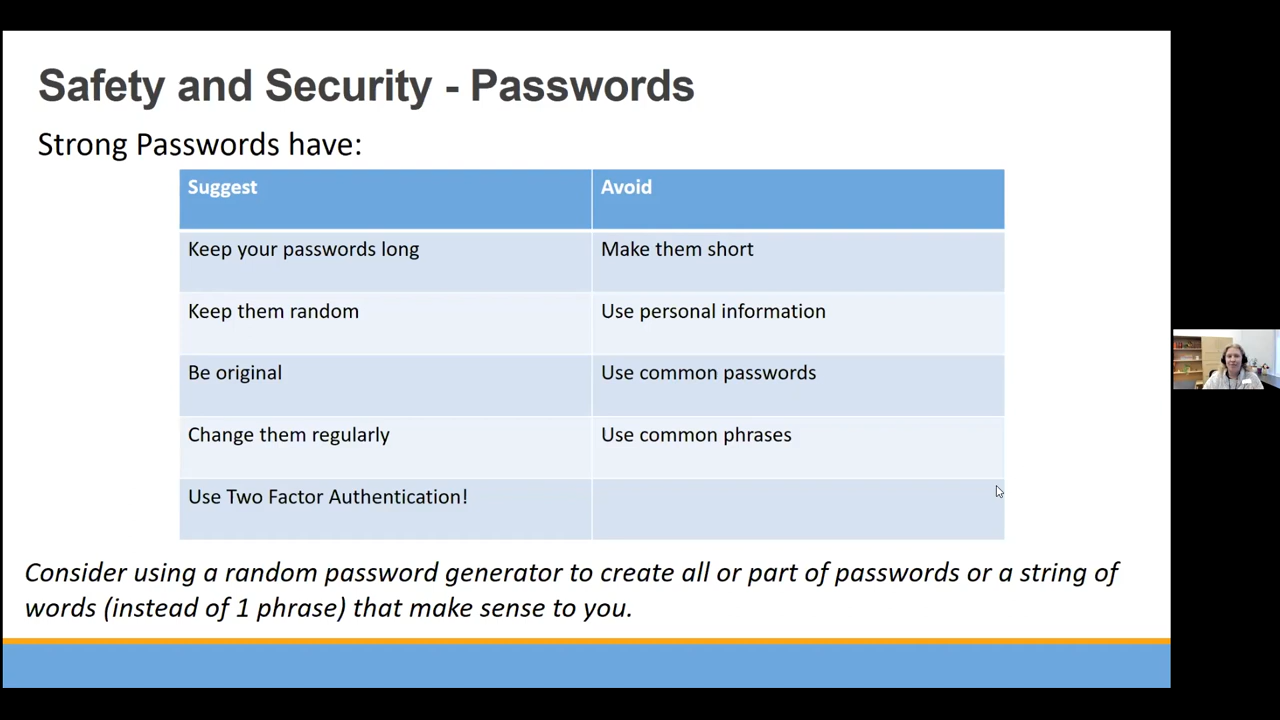 Safety and Security - Passwords
Strong Passwords have:
Suggest
Avoid
Keep your passwords long
Make them short
Keep them random
Use personal information
Be original
Use common passwords
Change them regularly
Use common phrases
Use Two Factor Authentication!
Consider using a random password generator to create all or part of passwords or a string of
words (instead of 1 phrase) that make sense to you.